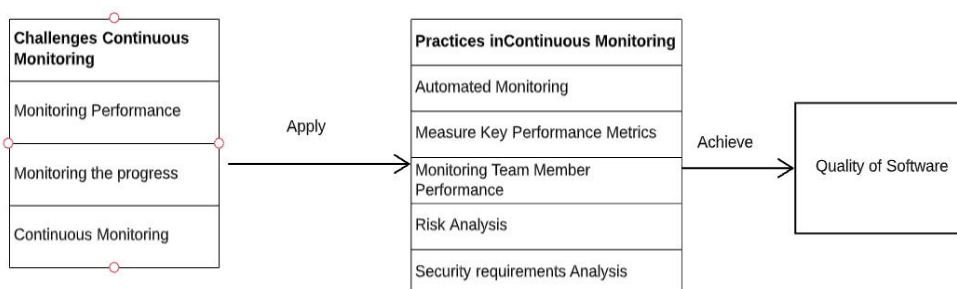 Challenges Continuous
Monitoring
Monitoring Performance
Monitoring the progress
Continuous Monitoring
Apply
Practices inContinuous Monitoring
Automated Monitoring
Measure Key Performance Metrics
Monitoring Team Member
Performance
Risk Analysis
Security requirements Analysis
Achieve
Quality of Software